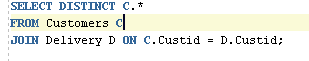 SELECT DISTINCT C.*
FROM Customers C
JOIN Delivery D ON C.Custid = D.Custid;